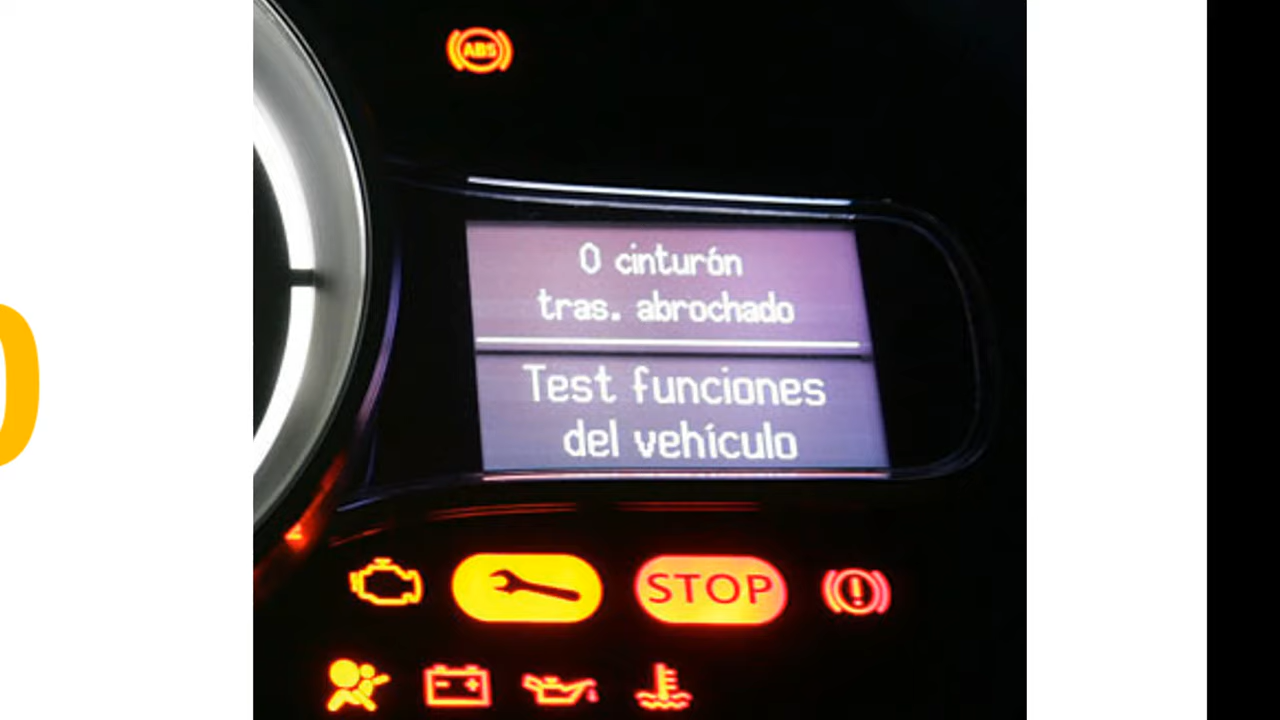 ABS
0 cinturón
tras. abrochado
Test funciones
del vehículo
STOP